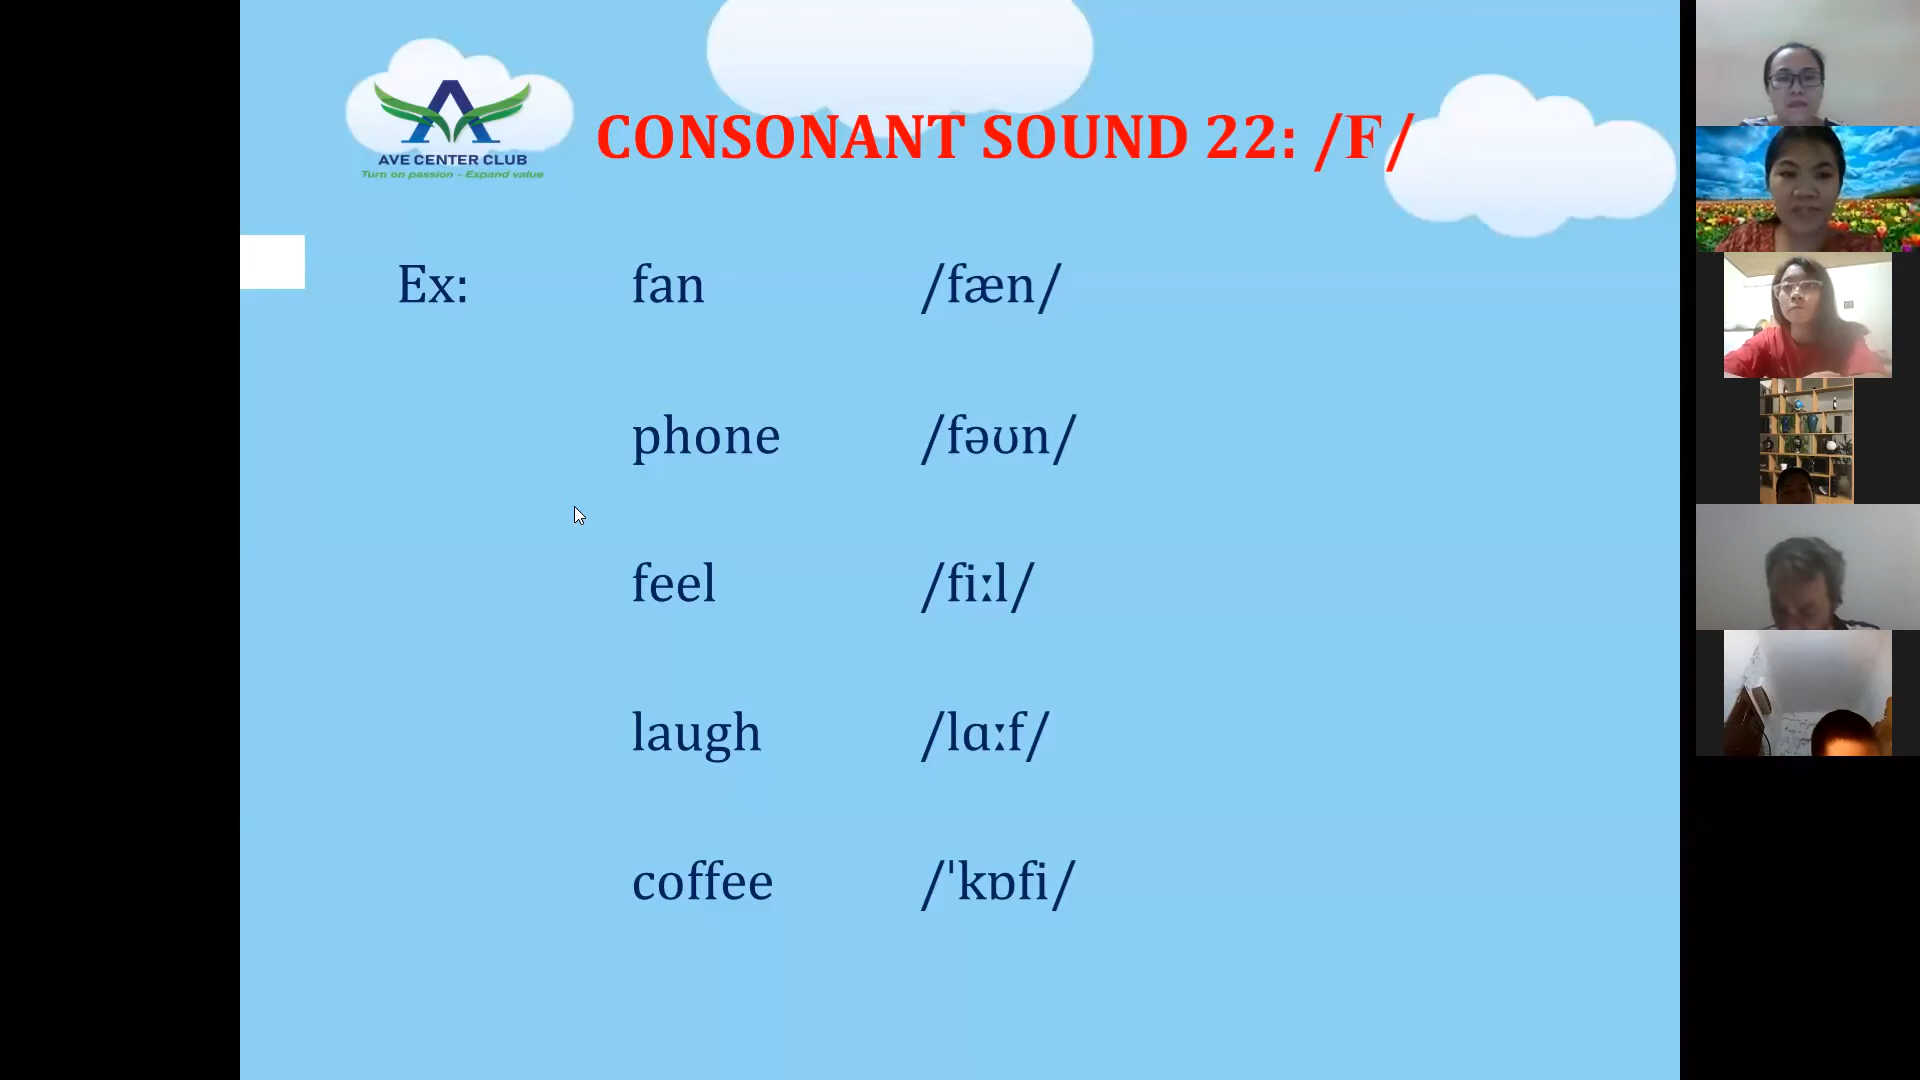 AVE CENTER CLUB
Turn on passion - Expand value
CONSONANT SOUND 22: /F/
Ex: fan /fæn/
phone /fəʊn/
feel /fiːl/
laugh /lɑːf/
coffee /ˈkɒfi/